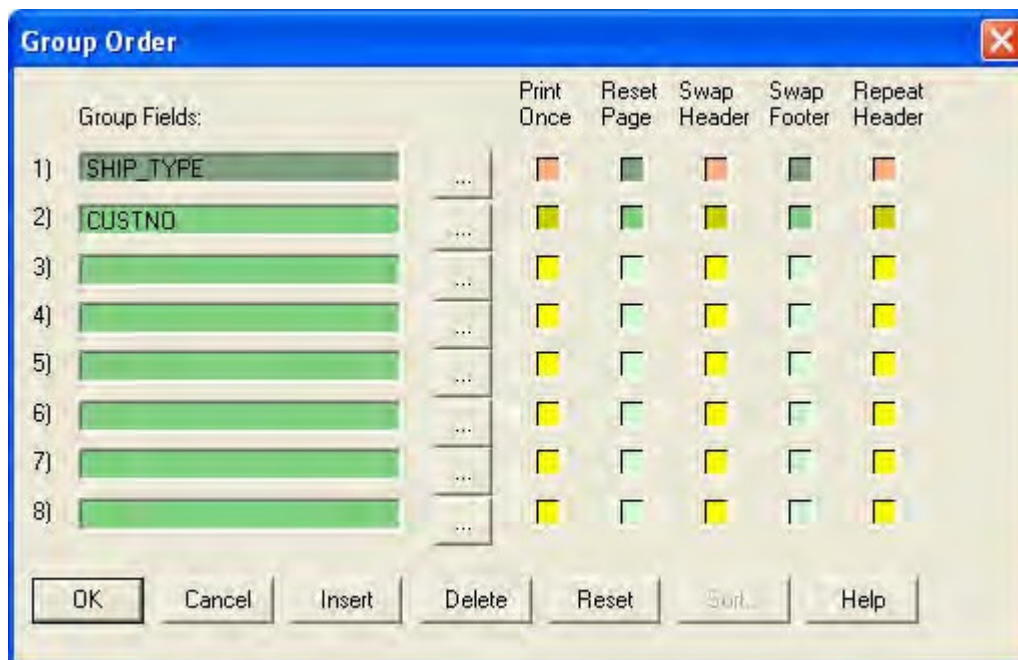 Group Order
Print Reset Swap Swap Repeat
Group Fields: Once Page Header Footer Header
1) SHIP_TYPE ...
2) CUSTNO ...
3) ...
4) ...
5) ...
6) ...
7) ...
8) ...
OK Cancel Insert Delete Reset Sort... Help